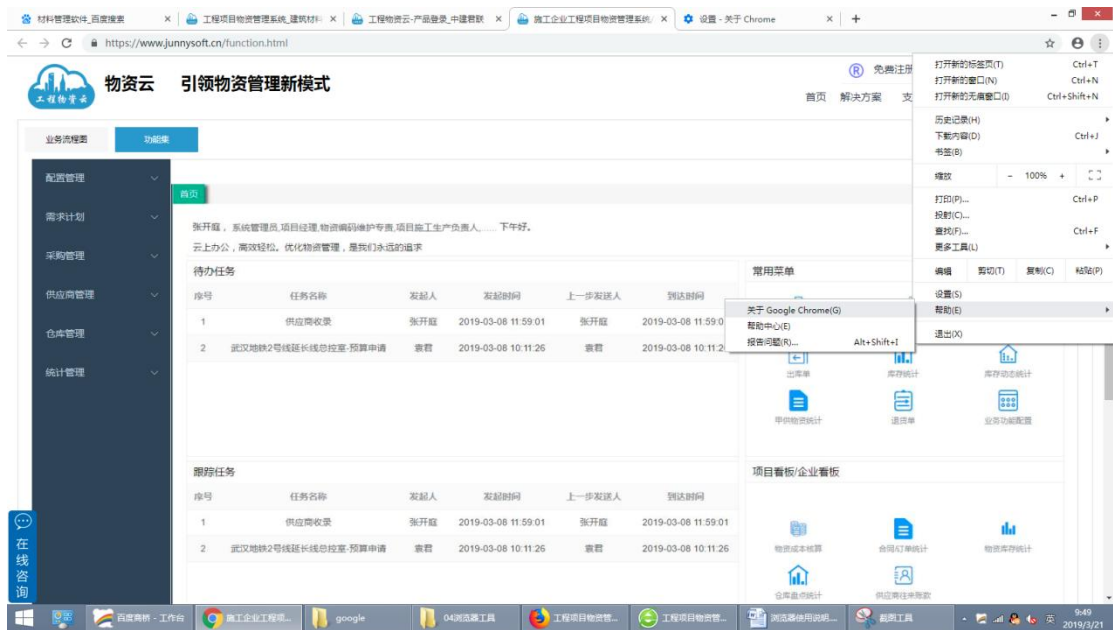 材料管理软件_百度搜索
工程项目物资管理系统_建筑材料
工程物资云-产品登录_中建君联
施工企业工程项目物资管理系统/
设置 - 关于 Chrome
https://www.junnysoft.cn/function.html
工程物资云
物资云
引领物资管理新模式
R 免费注册
首页 解决方案 支
业务流程图
功能集
配置管理
需求计划
采购管理
供应商管理
仓库管理
统计管理
首页
张开庭，系统管理员,项目经理,物资编码维护专责,项目施工生产负责人,...... 下午好。
云上办公，高效轻松。优化物资管理，是我们永远的追求
待办任务
序号 任务名称 发起人 发起时间 上一步发送人 到达时间
1 供应商收录 张开庭 2019-03-08 11:59:01 张开庭 2019-03-08 11:59:0
2 武汉地铁2号线延长线总控室-预算申请 袁君 2019-03-08 10:11:26 袁君 2019-03-08 10:11:2
常用菜单
出库单 库存统计 库存动态统计
甲供物资统计 退货单 业务功能配置
跟踪任务
序号 任务名称 发起人 发起时间 上一步发送人 到达时间
1 供应商收录 张开庭 2019-03-08 11:59:01 张开庭 2019-03-08 11:59:01
2 武汉地铁2号线延长线总控室-预算申请 袁君 2019-03-08 10:11:26 袁君 2019-03-08 10:11:26
项目看板/企业看板
物资成本核算 合同/订单统计 物资库存统计
仓库盘点统计 供应商往来账款
在线咨询
打开新的标签页(T) Ctrl+T
打开新的窗口(N) Ctrl+N
打开新的无痕窗口(I) Ctrl+Shift+N
历史记录(H)
下载内容(D) Ctrl+J
书签(B)
缩放 - 100% +
打印(P)... Ctrl+P
投射(C)...
查找(F)... Ctrl+F
更多工具(L)
编辑 剪切(T) 复制(C) 粘贴(P)
设置(S)
帮助(E)
退出(X)
关于 Google Chrome(G)
帮助中心(E)
报告问题(R)... Alt+Shift+I
百度商桥 - 工作台
施工企业工程项...
google
04浏览器工具
工程项目物资管...
工程项目物资管...
浏览器使用说明...
截图工具
英
9:49
2019/3/21